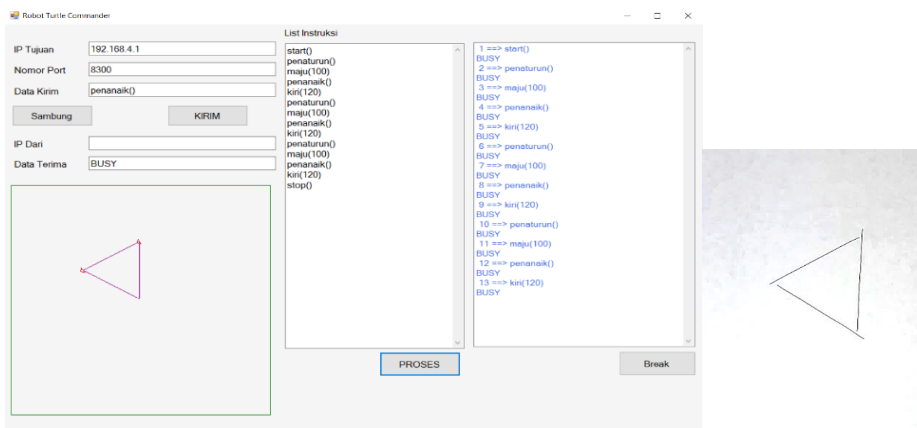 Robot Turtle Commander
IP Tujuan
192.168.4.1
Nomor Port
8300
Data Kirim
penanaik()
Sambung
KIRIM
IP Dari
Data Terima
BUSY
List Instruksi
start()
penaturun()
maju(100)
penanaik()
kiri(120)
penaturun()
maju(100)
penanaik()
kiri(120)
penaturun()
maju(100)
penanaik()
kiri(120)
stop()
PROSES
1 ==> start()
BUSY
2 ==> penaturun()
BUSY
3 ==> maju(100)
BUSY
4 ==> penanaik()
BUSY
5 ==> kiri(120)
BUSY
6 ==> penaturun()
BUSY
7 ==> maju(100)
BUSY
8 ==> penanaik()
BUSY
9 ==> kiri(120)
BUSY
10 ==> penaturun()
BUSY
11 ==> maju(100)
BUSY
12 ==> penanaik()
BUSY
13 ==> kiri(120)
BUSY
Break